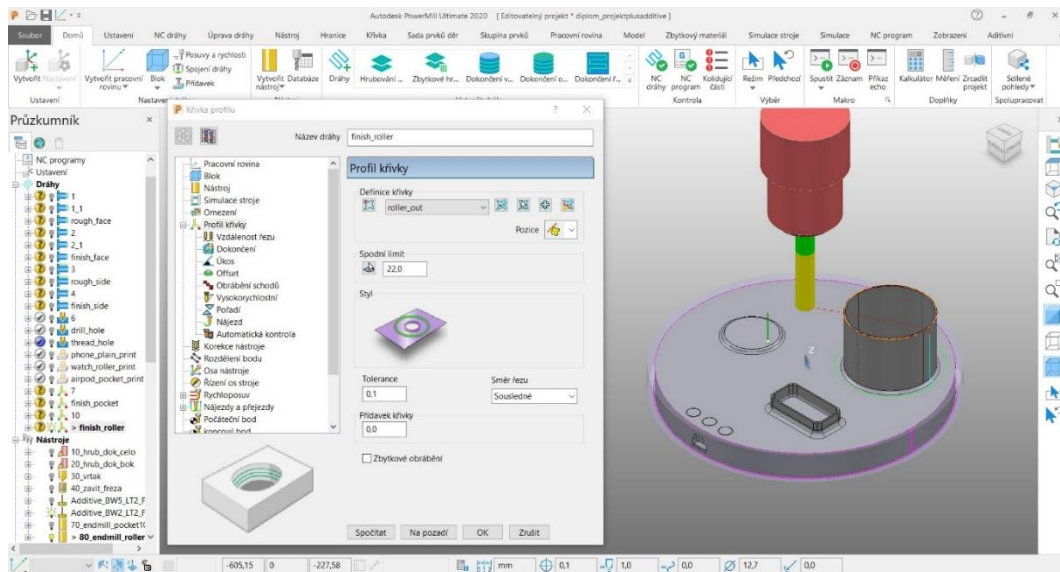 Autodesk PowerMill Ultimate 2020 [ Editovatelný projekt * diplom_projektplusadditive ]
Soubor Domů Ustavení NC dráhy Úprava dráhy Nástroj Hranice Křivka Sada prvků děr Skupina prvků Pracovní rovina Model Zbytkový materiál Simulace stroje Simulace NC program Zobrazení Aditivní
Posuvy a rychlosti
Spojení dráhy
Přídavek
Vytvořit Nastavení Vytvořit pracovní rovinu Blok Vytvořit nástroj Databáze Dráhy Hrubování ... Zbytkové hr... Dokončení v... Dokončení o... Dokončení ř... NC dráhy NC program Kolidující části Režim Předchozí Spustit Záznam Příkaz echo Kalkulátor Měření Zrcadlit projekt Sdílené pohledy
Ustavení Kontrola Výběr Makro Doplňky Spolupracovat
Průzkumník
NC programy
Ustavení
Dráhy
1
1_1
rough_face
2
2_1
finish_face
3
rough_side
4
finish_side
6
drill_hole
thread_hole
phone_plain_print
watch_roller_print
airpod_pocket_print
7
finish_pocket
10
> finish_roller
Nástroje
10_hrub_dok_celo
20_hrub_dok_bok
30_vrtak
40_zavit_freza
Additive_BW5_LT2_F
Additive_BW2_LT2_F
70_endmill_pocket10
> 80_endmill_roller
Křivka profilu
Název dráhy finish_roller
Pracovní rovina
Blok
Nástroj
Simulace stroje
Omezení
Profil křivky
Vzdálenost řezu
Dokončení
Úkos
Offset
Obrábění schodů
Vysokorychlostní
Pořadí
Nájezd
Automatická kontrola
Korekce nástroje
Rozdělení bodu
Osa nástroje
Řízení os stroje
Rychloposuv
Nájezdy a přejezdy
Počáteční bod
koncový bod
Profil křivky
Definice křivky
roller_out
Pozice
Spodní limit
22,0
Styl
Tolerance
0,1
Směr řezu
Sousledné
Přídavek křivky
0,0
Zbytkové obrábění
Spočítat Na pozadí OK Zrušit
Z
-605,15 0 -227,58 mm 0,1 1,0 0,0 12,7 0,0